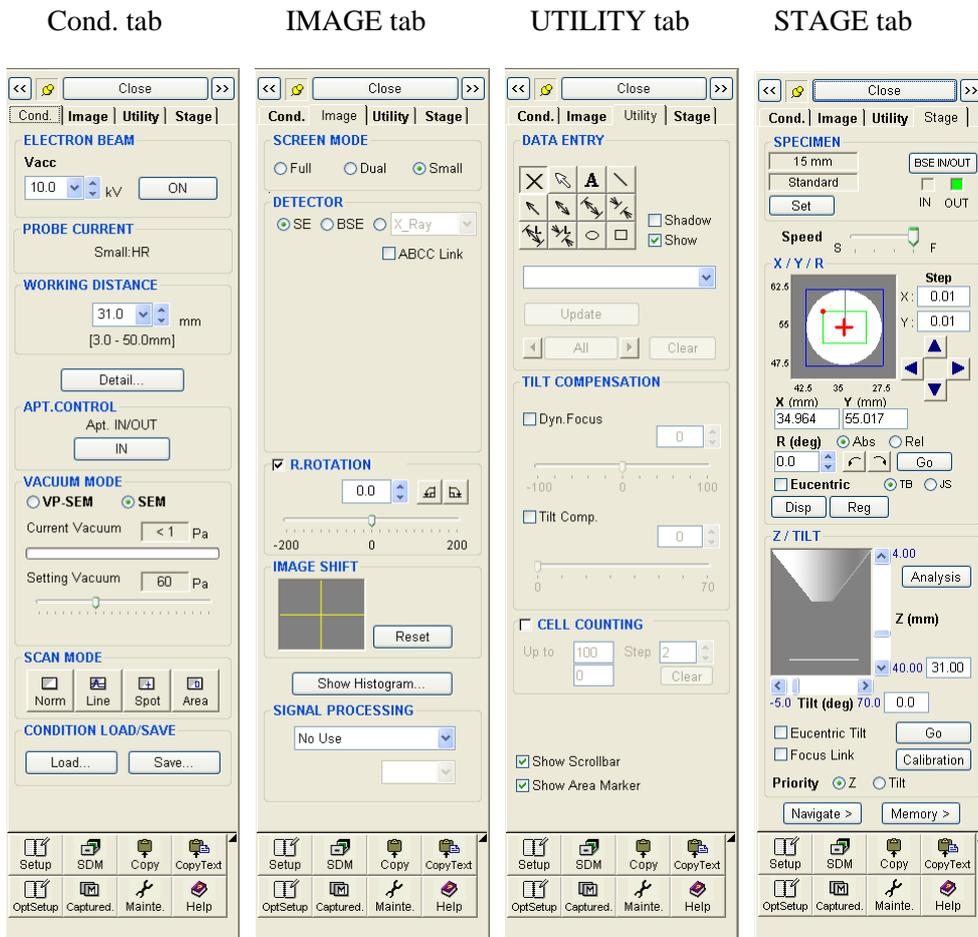 Cond. tab
IMAGE tab
UTILITY tab
STAGE tab
<< Close >>
Cond. Image Utility Stage
ELECTRON BEAM
Vacc
10.0 kV ON
PROBE CURRENT
Small:HR
WORKING DISTANCE
31.0 mm
[3.0 - 50.0mm]
Detail...
APT.CONTROL
Apt. IN/OUT
IN
VACUUM MODE
VP-SEM SEM
Current Vacuum < 1 Pa
Setting Vacuum 60 Pa
SCAN MODE
Norm Line Spot Area
CONDITION LOAD/SAVE
Load... Save...
Setup SDM Copy CopyText
OptSetup Captured. Mainte. Help
<< Close >>
Cond. Image Utility Stage
SCREEN MODE
Full Dual Small
DETECTOR
SE BSE X_Ray
ABCC Link
R.ROTATION
0.0
-200 0 200
IMAGE SHIFT
Reset
Show Histogram...
SIGNAL PROCESSING
No Use
Setup SDM Copy CopyText
OptSetup Captured. Mainte. Help
<< Close >>
Cond. Image Utility Stage
DATA ENTRY
A
Shadow
Show
Update
All Clear
TILT COMPENSATION
Dyn.Focus
0
-100 0 100
Tilt Comp.
0
0 70
CELL COUNTING
Up to 100 Step 2
0 Clear
Show Scrollbar
Show Area Marker
Setup SDM Copy CopyText
OptSetup Captured. Mainte. Help
<< Close >>
Cond. Image Utility Stage
SPECIMEN
15 mm BSE IN/OUT
Standard
Set IN OUT
Speed S F
X / Y / R
Step
62.5 X: 0.01
55 Y: 0.01
47.5
42.5 35 27.5
X (mm) Y (mm)
34.964 55.017
R (deg) Abs Rel
0.0 Go
Eucentric TB JS
Disp Reg
Z / TILT
4.00
Analysis
Z (mm)
40.00 31.00
-5.0 Tilt (deg) 70.0 0.0
Eucentric Tilt Go
Focus Link Calibration
Priority Z Tilt
Navigate > Memory >
Setup SDM Copy CopyText
OptSetup Captured. Mainte. Help